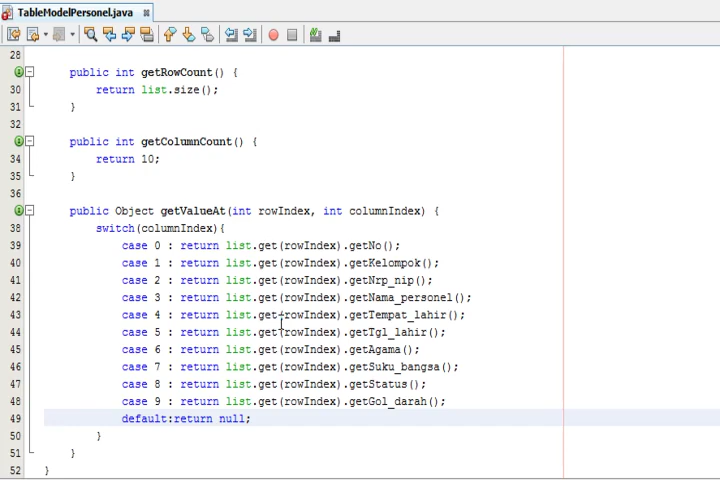 TableModelPersonel.java
28
public int getRowCount() {
30 return list.size();
31 }
32
public int getColumnCount() {
34 return 10;
35 }
36
public Object getValueAt(int rowIndex, int columnIndex) {
38 switch(columnIndex){
39 case 0 : return list.get(rowIndex).getNo();
40 case 1 : return list.get(rowIndex).getKelompok();
41 case 2 : return list.get(rowIndex).getNrp_nip();
42 case 3 : return list.get(rowIndex).getNama_personel();
43 case 4 : return list.get(rowIndex).getTempat_lahir();
44 case 5 : return list.get(rowIndex).getTgl_lahir();
45 case 6 : return list.get(rowIndex).getAgama();
46 case 7 : return list.get(rowIndex).getSuku_bangsa();
47 case 8 : return list.get(rowIndex).getStatus();
48 case 9 : return list.get(rowIndex).getGol_darah();
49 default:return null;
50 }
51 }
52 }